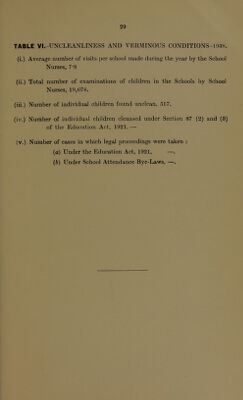 29
TABLE VI.-UNCLEANLINESS AND VERMINOUS CONDITIONS-1938.
(i.) Average number of visits per school made during the year by the School
Nurses, 7·9
(ii.) Total number of examinations of children in the Schools by School
Nurses, 18,678.
(iii.) Number of individual children found unclean, 517.
(iv.) Number of individual children cleansed under Section 87 (2) and (3)
of the Education Act, 1921. —
(v.) Number of cases in which legal proceedings were taken :
(a) Under the Education Act, 1921. —.
(b) Under School Attendance Bye-Laws, —.